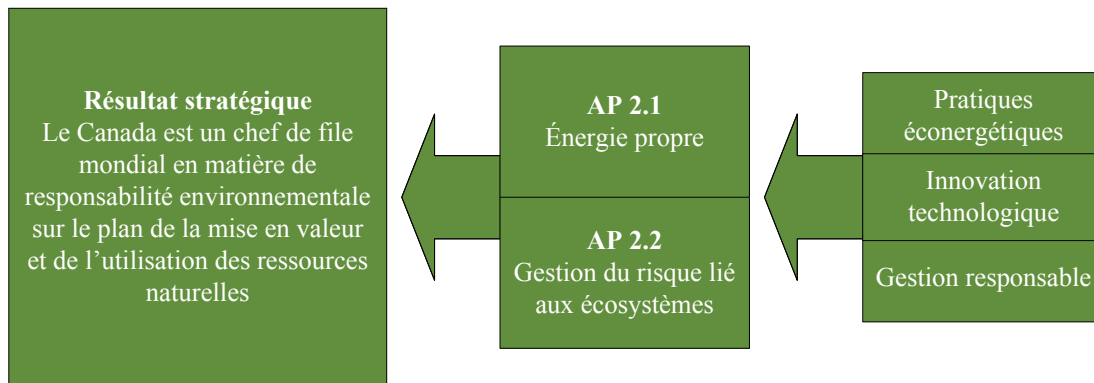 Résultat stratégique
Le Canada est un chef de file
mondial en matière de
responsabilité environnementale
sur le plan de la mise en valeur
et de l’utilisation des ressources
naturelles
AP 2.1
Énergie propre
AP 2.2
Gestion du risque lié
aux écosystèmes
Pratiques
éconergétiques
Innovation
technologique
Gestion responsable